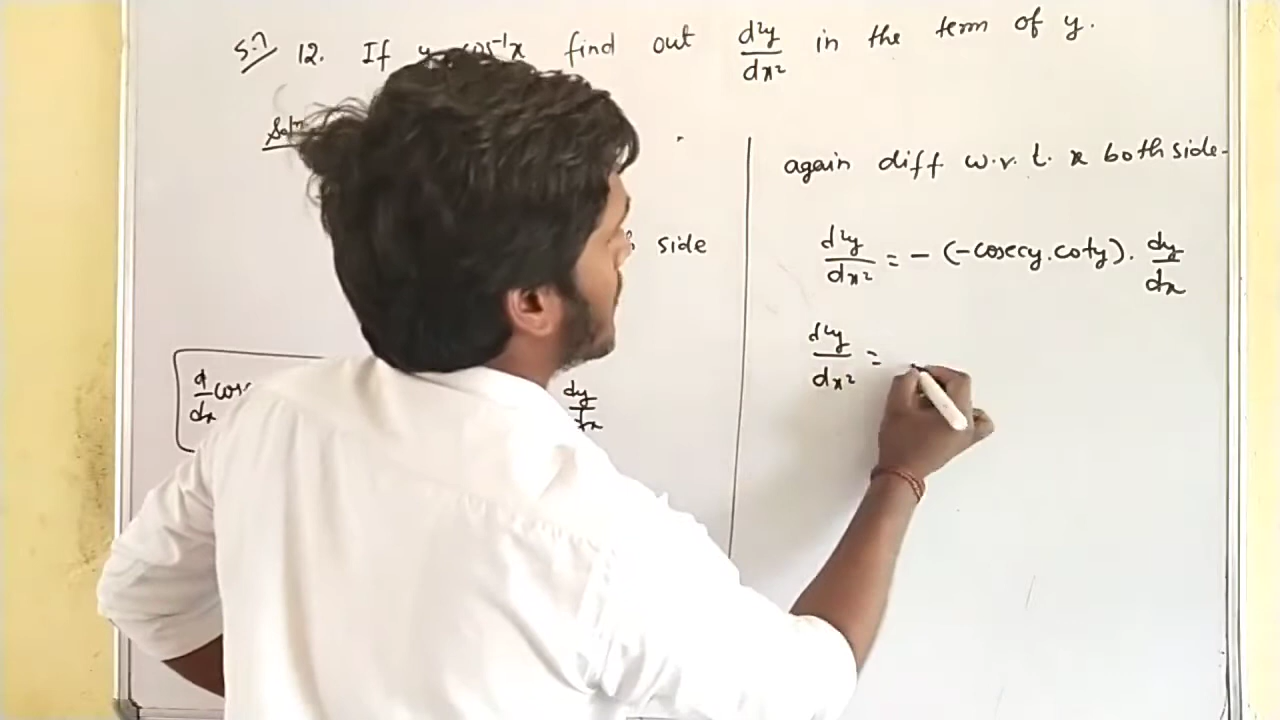 5.7 12. If y cos⁻¹x find out d²y/dx² in the term of y.
Soln.
side
d/dx cos
dy/dx
again diff w.r.t. x both side-
d²y/dx² = - (-cosecy.coty). dy/dx
d²y/dx² =